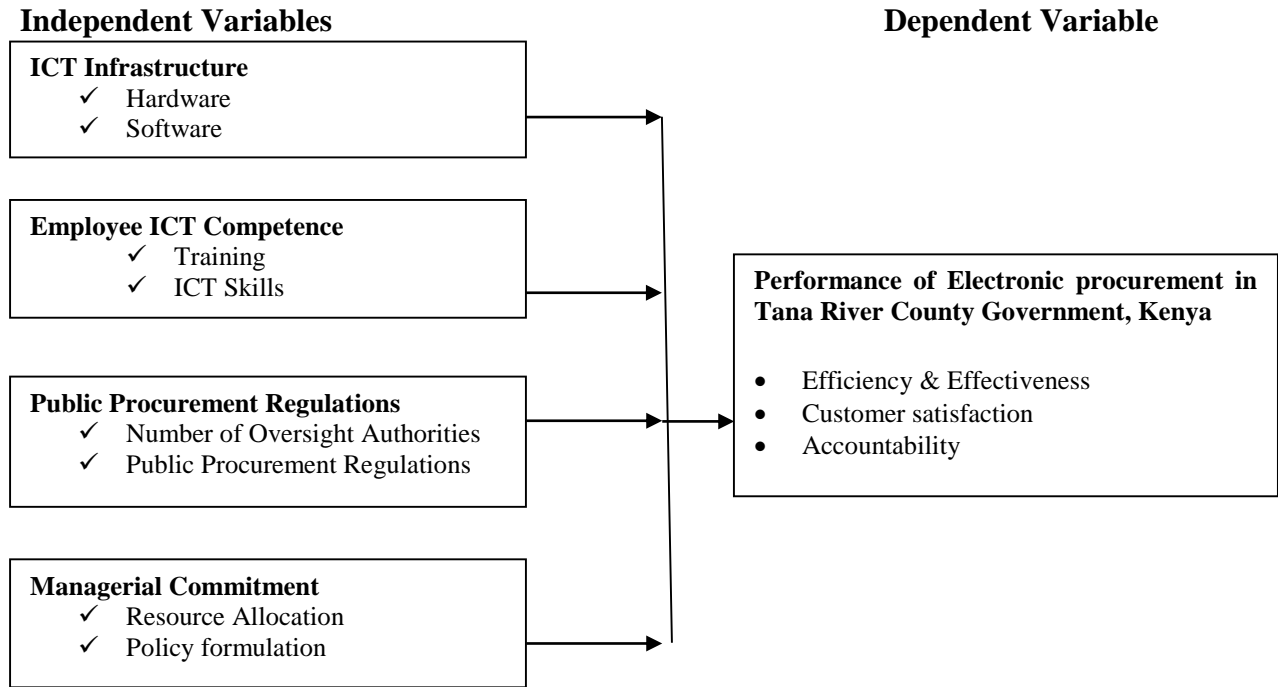 Independent Variables
Dependent Variable
ICT Infrastructure
✓ Hardware
✓ Software
Employee ICT Competence
✓ Training
✓ ICT Skills
Public Procurement Regulations
✓ Number of Oversight Authorities
✓ Public Procurement Regulations
Managerial Commitment
✓ Resource Allocation
✓ Policy formulation
Performance of Electronic procurement in
Tana River County Government, Kenya
• Efficiency & Effectiveness
• Customer satisfaction
• Accountability